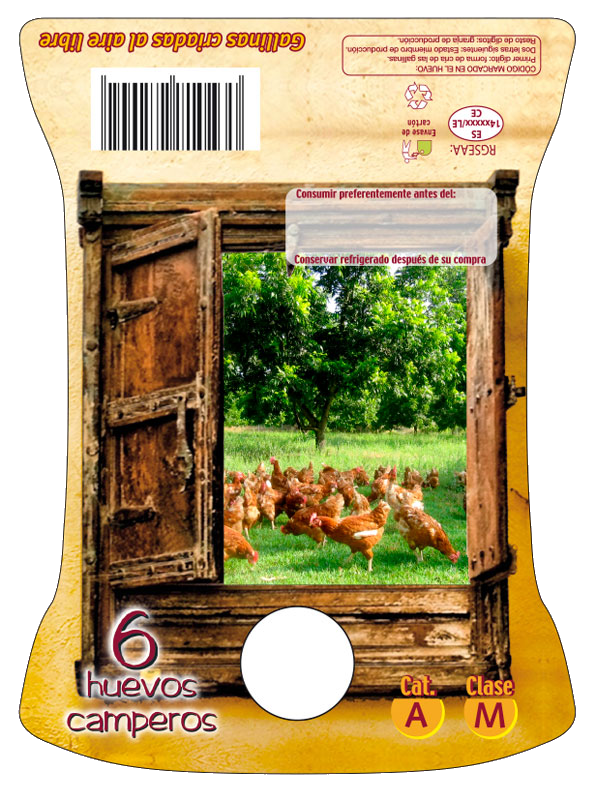 Gallinas criadas al aire libre
CÓDIGO MARCADO EN EL HUEVO:
Primer dígito: forma de cría de las gallinas.
Dos letras siguientes: Estado miembro de producción.
Resto de dígitos: granja de producción.
RGSEAA:
ES
14xxxxx/LE
CE
Envase de
cartón
Consumir preferentemente antes del:
Conservar refrigerado después de su compra
6
huevos
camperos
Cat.
A
Clase
M